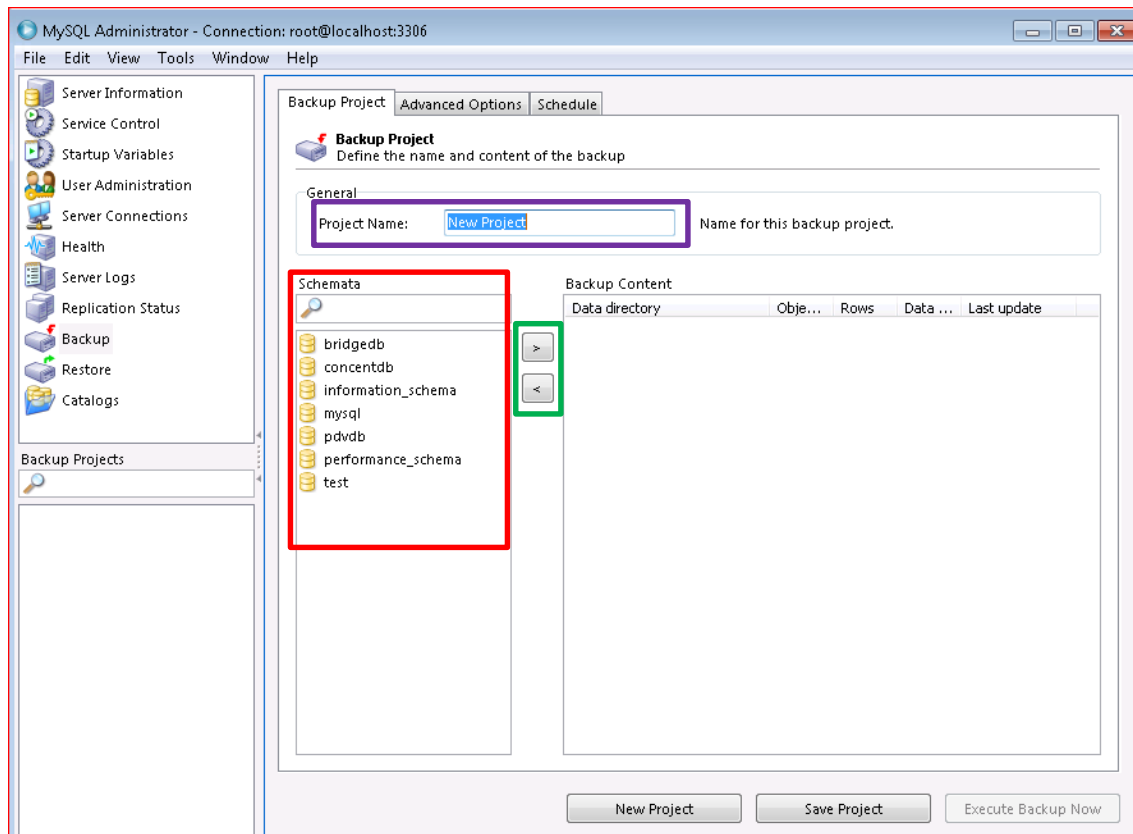 MySQL Administrator - Connection: root@localhost:3306
File Edit View Tools Window Help
Server Information
Service Control
Startup Variables
User Administration
Server Connections
Health
Server Logs
Replication Status
Backup
Restore
Catalogs
Backup Projects
Backup Project Advanced Options Schedule
Backup Project
Define the name and content of the backup
General
Project Name: New Project Name for this backup project.
Schemata
bridgedb
concentdb
information_schema
mysql
pdvdb
performance_schema
test
>
<
Backup Content
Data directory Obje... Rows Data ... Last update
New Project Save Project Execute Backup Now